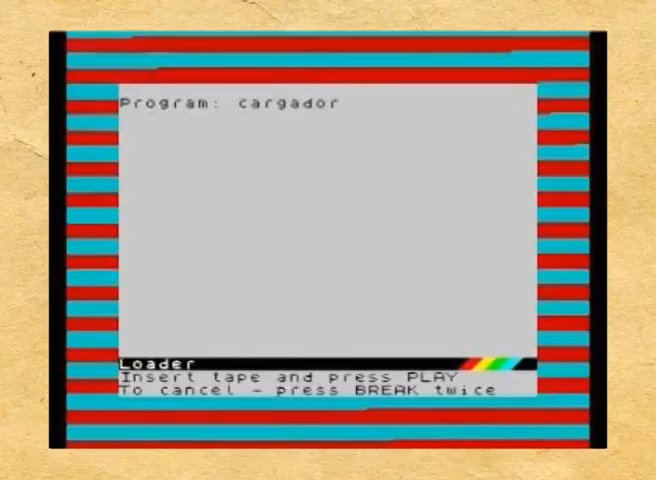 Program: cargador
Loader
Insert tape and press PLAY
To cancel - press BREAK twice